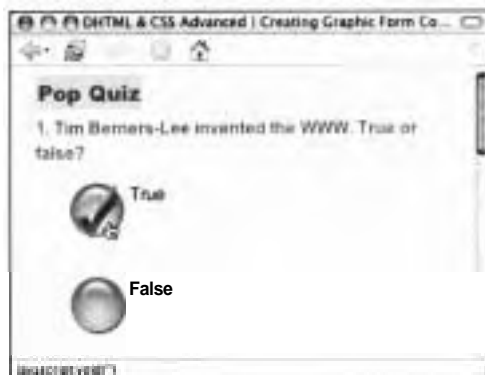 DHTML & CSS Advanced | Creating Graphic Form Co...
Pop Quiz
1. Tim Berners-Lee invented the WWW. True or
false?
True
False